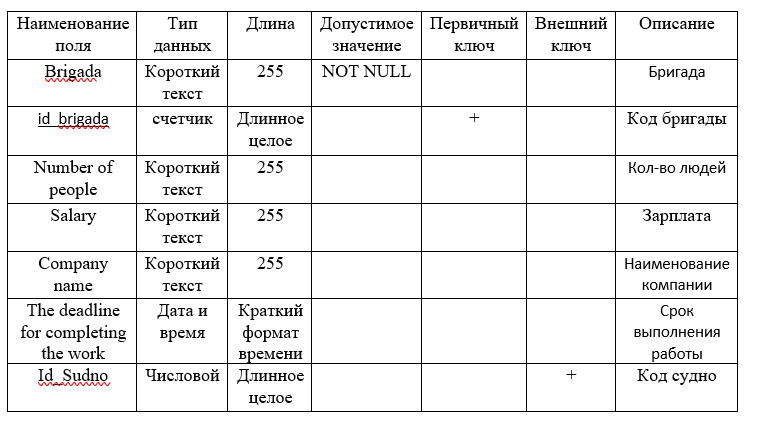 Наименование поля | Тип данных | Длина | Допустимое значение | Первичный ключ | Внешний ключ | Описание
Brigada | Короткий текст | 255 | NOT NULL | | | Бригада
id_brigada | счетчик | Длинное целое | | + | | Код бригады
Number of people | Короткий текст | 255 | | | | Кол-во людей
Salary | Короткий текст | 255 | | | | Зарплата
Company name | Короткий текст | 255 | | | | Наименование компании
The deadline for completing the work | Дата и время | Краткий формат времени | | | | Срок выполнения работы
Id_Sudno | Числовой | Длинное целое | | | + | Код судно